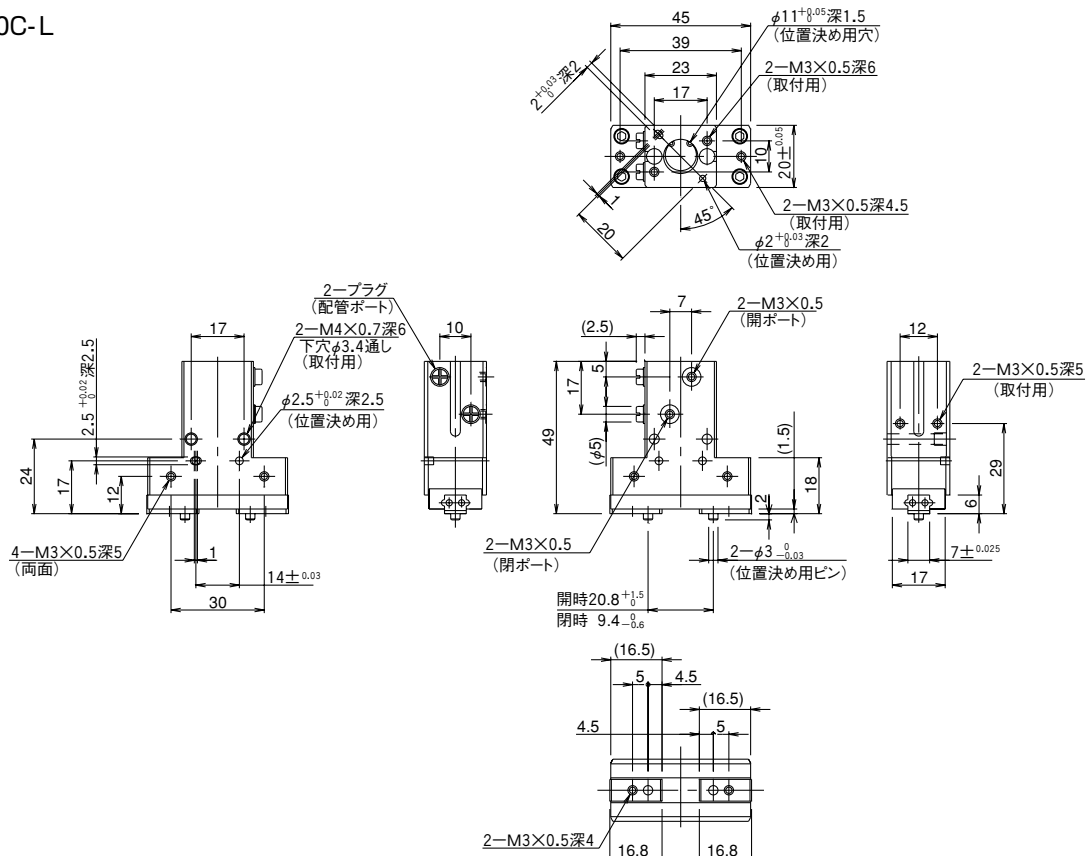 0C-L
45
39
23
17
φ11 +0.05 0 深1.5
(位置決め用穴)
2−M3×0.5深6
(取付用)
2 +0.03 0 深2
10
20±0.05
2−M3×0.5深4.5
(取付用)
1
20
45°
φ2 +0.03 0 深2
(位置決め用)
17
2−プラグ
(配管ポート)
2−M4×0.7深6
下穴φ3.4通し
(取付用)
2.5 +0.02 0 深2.5
φ2.5 +0.02 0 深2.5
(位置決め用)
24
17
12
4−M3×0.5深5
(両面)
1
14±0.03
30
10
7
(2.5)
2−M3×0.5
(開ポート)
5
17
49
(φ5)
(1.5)
18
2
2−M3×0.5
(閉ポート)
2−φ3 0 −0.03
(位置決め用ピン)
開時20.8 +1.5 0
閉時 9.4 0 −0.6
12
2−M3×0.5深5
(取付用)
29
6
7±0.025
17
(16.5)
5
4.5
(16.5)
4.5
5
2−M3×0.5深4
16.8
16.8